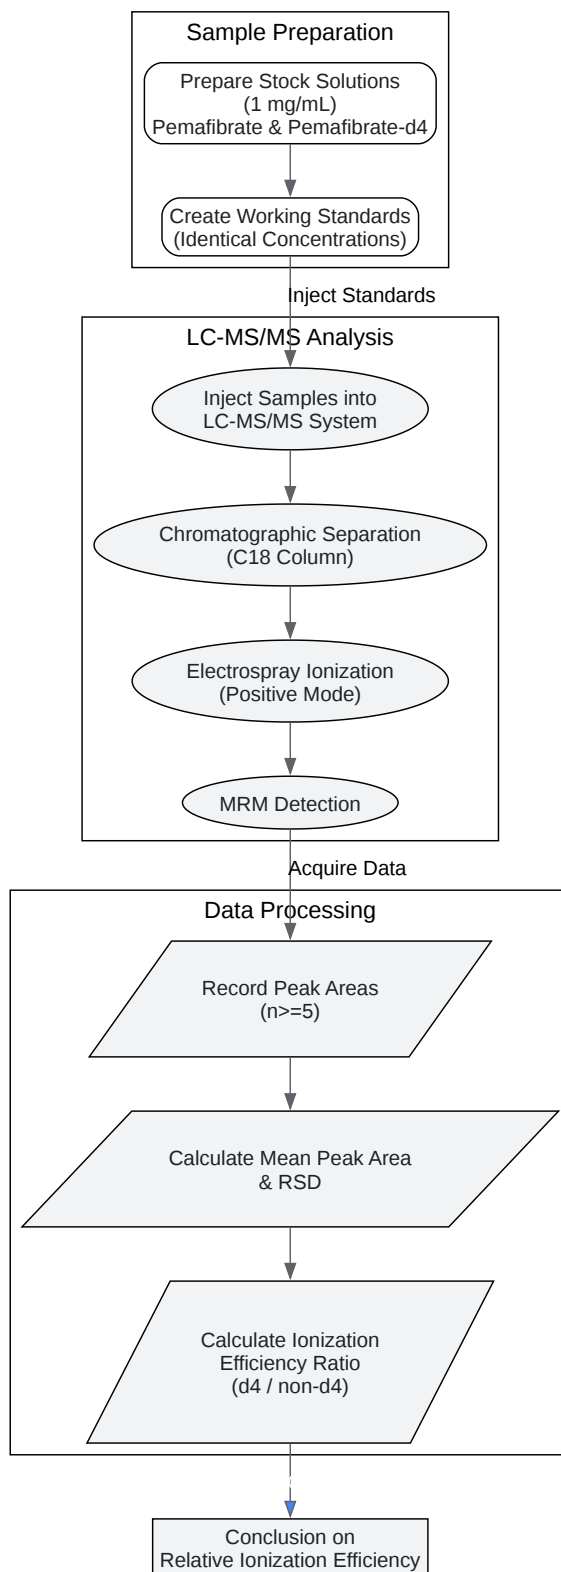 Sample Preparation
Prepare Stock Solutions
(1 mg/mL)
Pemafibrate & Pemafibrate-d4
Create Working Standards
(Identical Concentrations)
Inject Standards
LC-MS/MS Analysis
Inject Samples into
LC-MS/MS System
Chromatographic Separation
(C18 Column)
Electrospray Ionization
(Positive Mode)
MRM Detection
Acquire Data
Data Processing
Record Peak Areas
(n>=5)
Calculate Mean Peak Area
& RSD
Calculate Ionization
Efficiency Ratio
(d4 / non-d4)
Conclusion on
Relative Ionization Efficiency